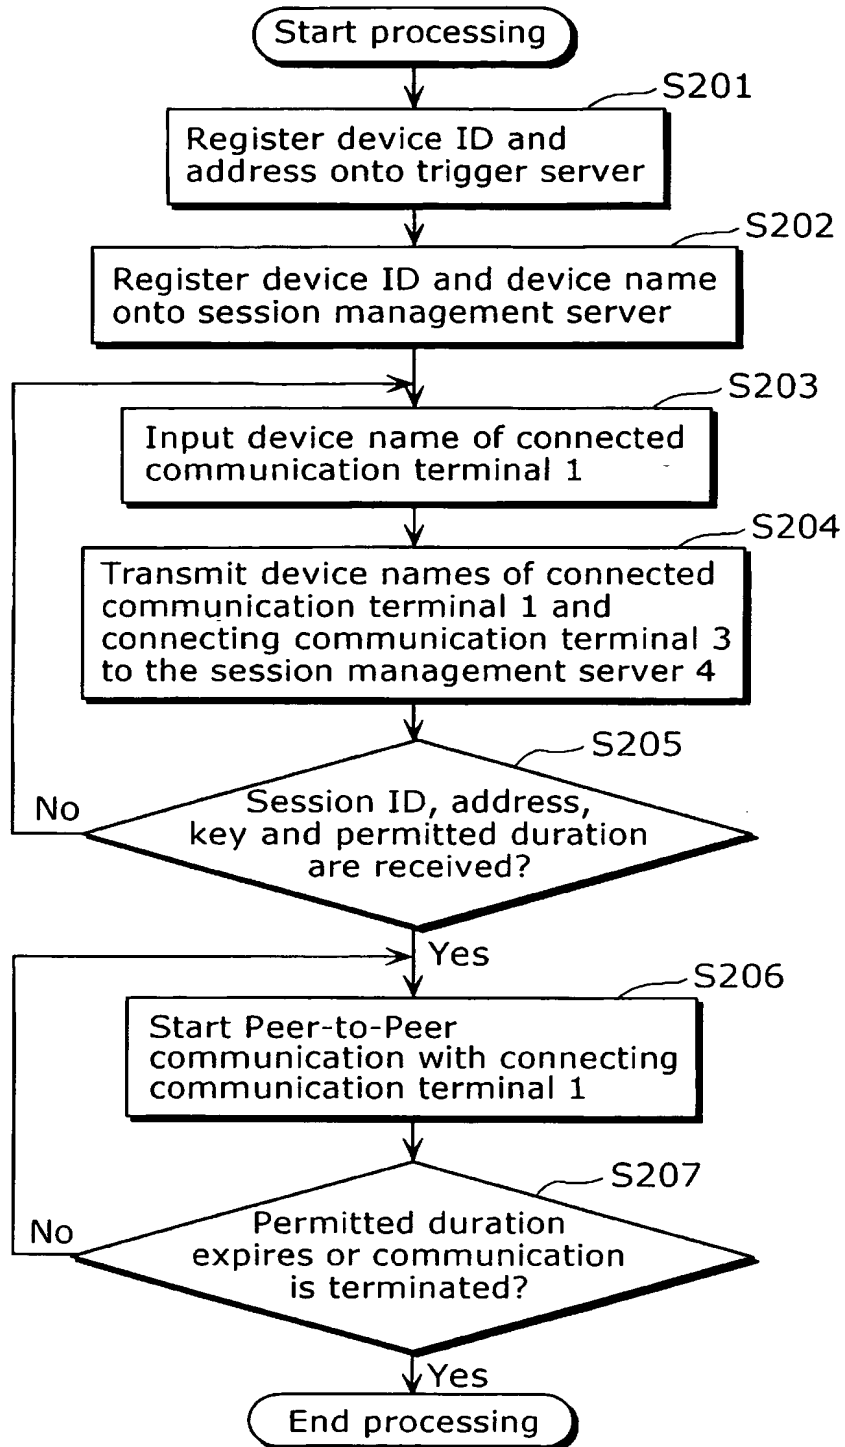 Start processing
S201
Register device ID and
address onto trigger server
S202
Register device ID and device name
onto session management server
S203
Input device name of connected
communication terminal 1
S204
Transmit device names of connected
communication terminal 1 and
connecting communication terminal 3
to the session management server 4
S205
No
Session ID, address,
key and permitted duration
are received?
Yes
S206
Start Peer-to-Peer
communication with connecting
communication terminal 1
S207
No
Permitted duration
expires or communication
is terminated?
Yes
End processing